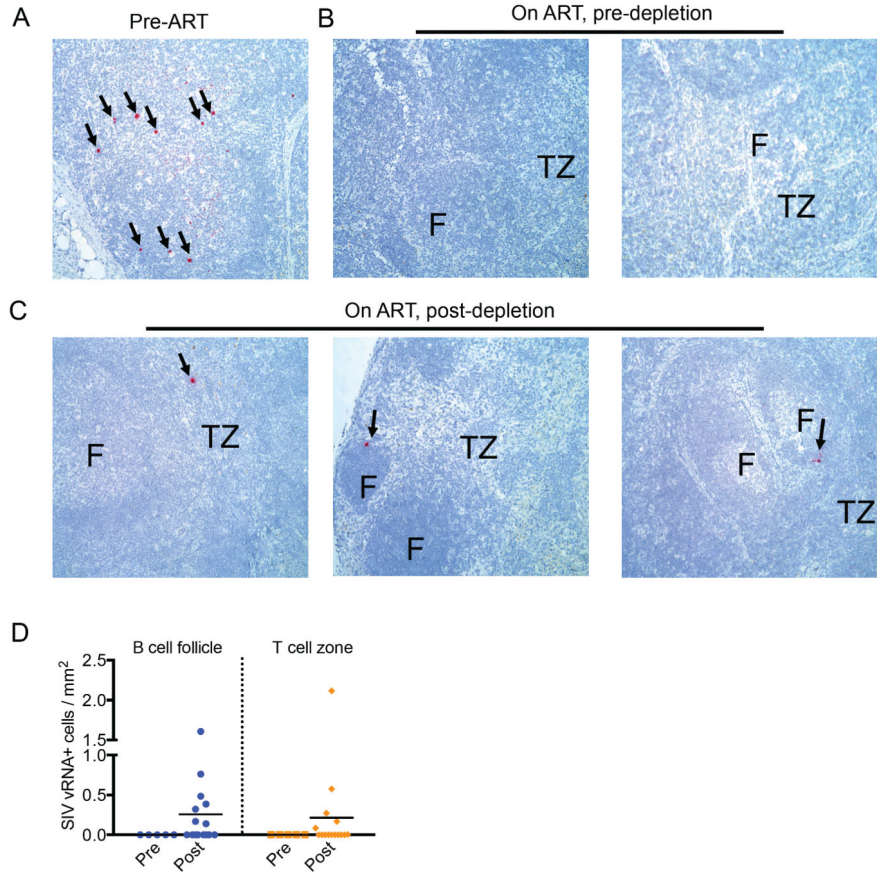 A
Pre-ART
B
On ART, pre-depletion
F
TZ
F
TZ
C
On ART, post-depletion
F
TZ
F
TZ
F
F
F
TZ
D
B cell follicle
T cell zone
SIV vRNA+ cells / mm²
2.5
2.0
1.5
1.0
0.5
0.0
Pre
Post
Pre
Post